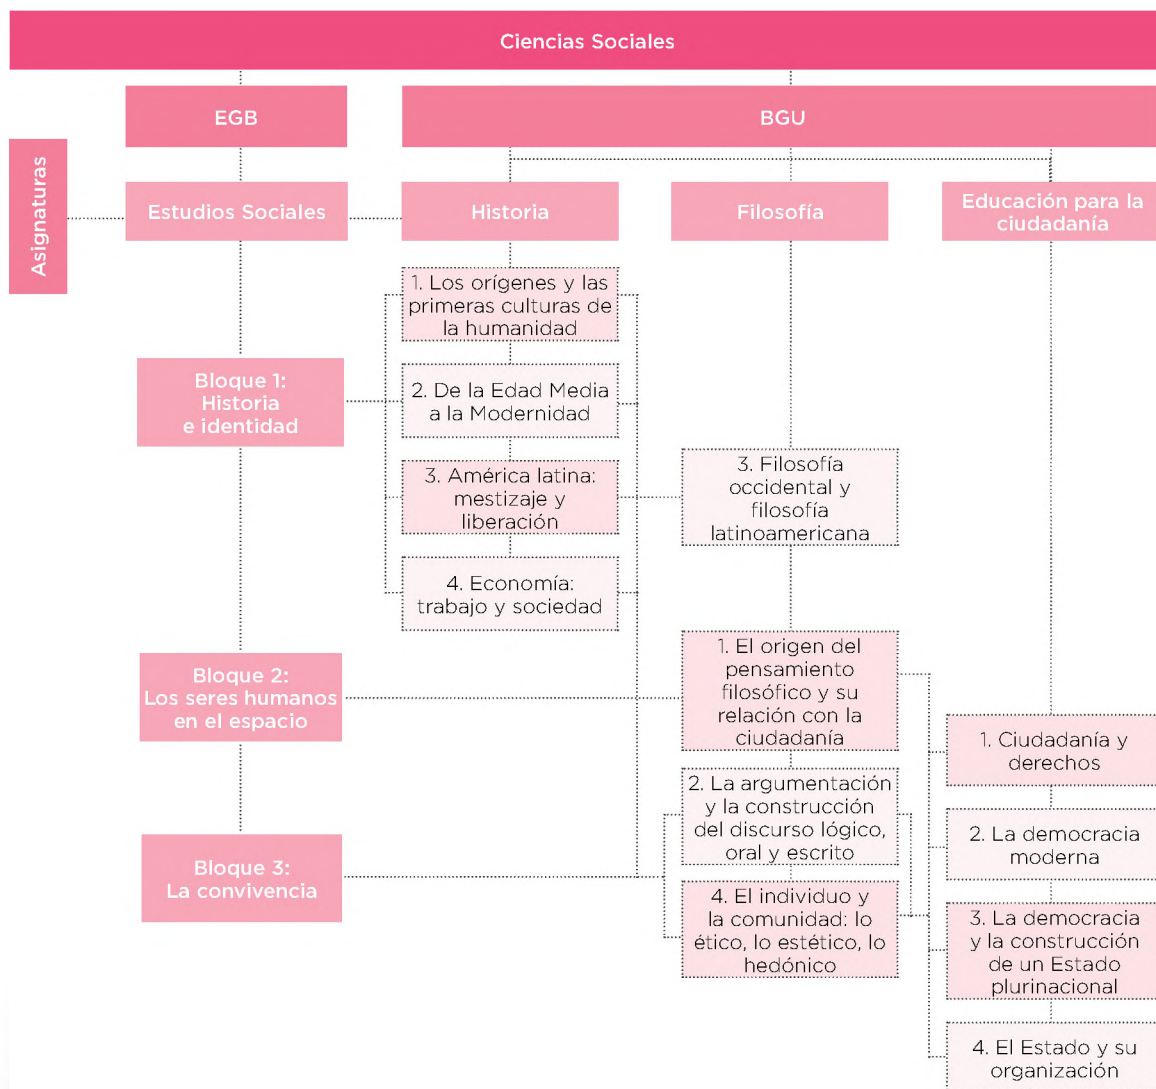 Ciencias Sociales
EGB
BGU
Asignaturas
Estudios Sociales
Historia
Filosofía
Educación para la
ciudadanía
1. Los orígenes y las
primeras culturas de
la humanidad
Bloque 1:
Historia
e identidad
2. De la Edad Media
a la Modernidad
3. América latina:
mestizaje y
liberación
3. Filosofía
occidental y
filosofía
latinoamericana
4. Economía:
trabajo y sociedad
Bloque 2:
Los seres humanos
en el espacio
1. El origen del
pensamiento
filosófico y su
relación con la
ciudadanía
1. Ciudadanía y
derechos
2. La argumentación
y la construcción
del discurso lógico,
oral y escrito
2. La democracia
moderna
Bloque 3:
La convivencia
4. El individuo y
la comunidad: lo
ético, lo estético, lo
hedónico
3. La democracia
y la construcción
de un Estado
plurinacional
4. El Estado y su
organización